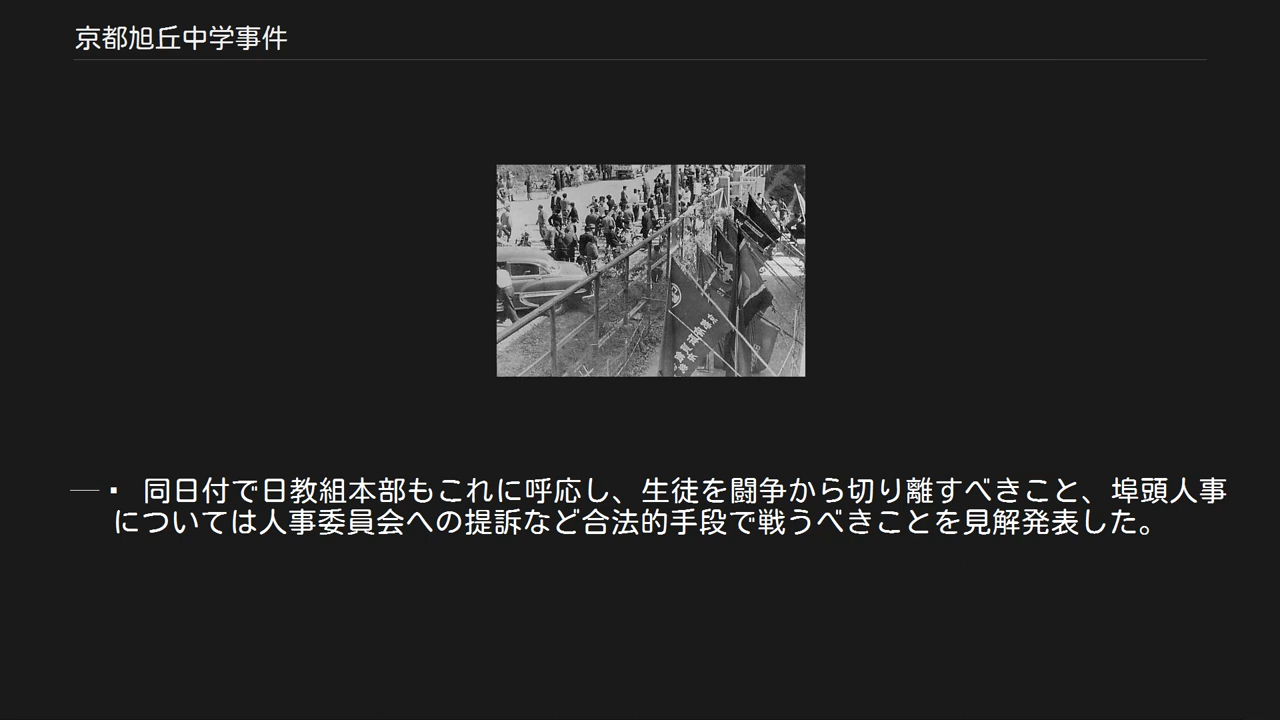 京都旭丘中学事件
▪ 同日付で日教組本部もこれに呼応し、生徒を闘争から切り離すべきこと、埠頭人事
については人事委員会への提訴など合法的手段で戦うべきことを見解発表した。